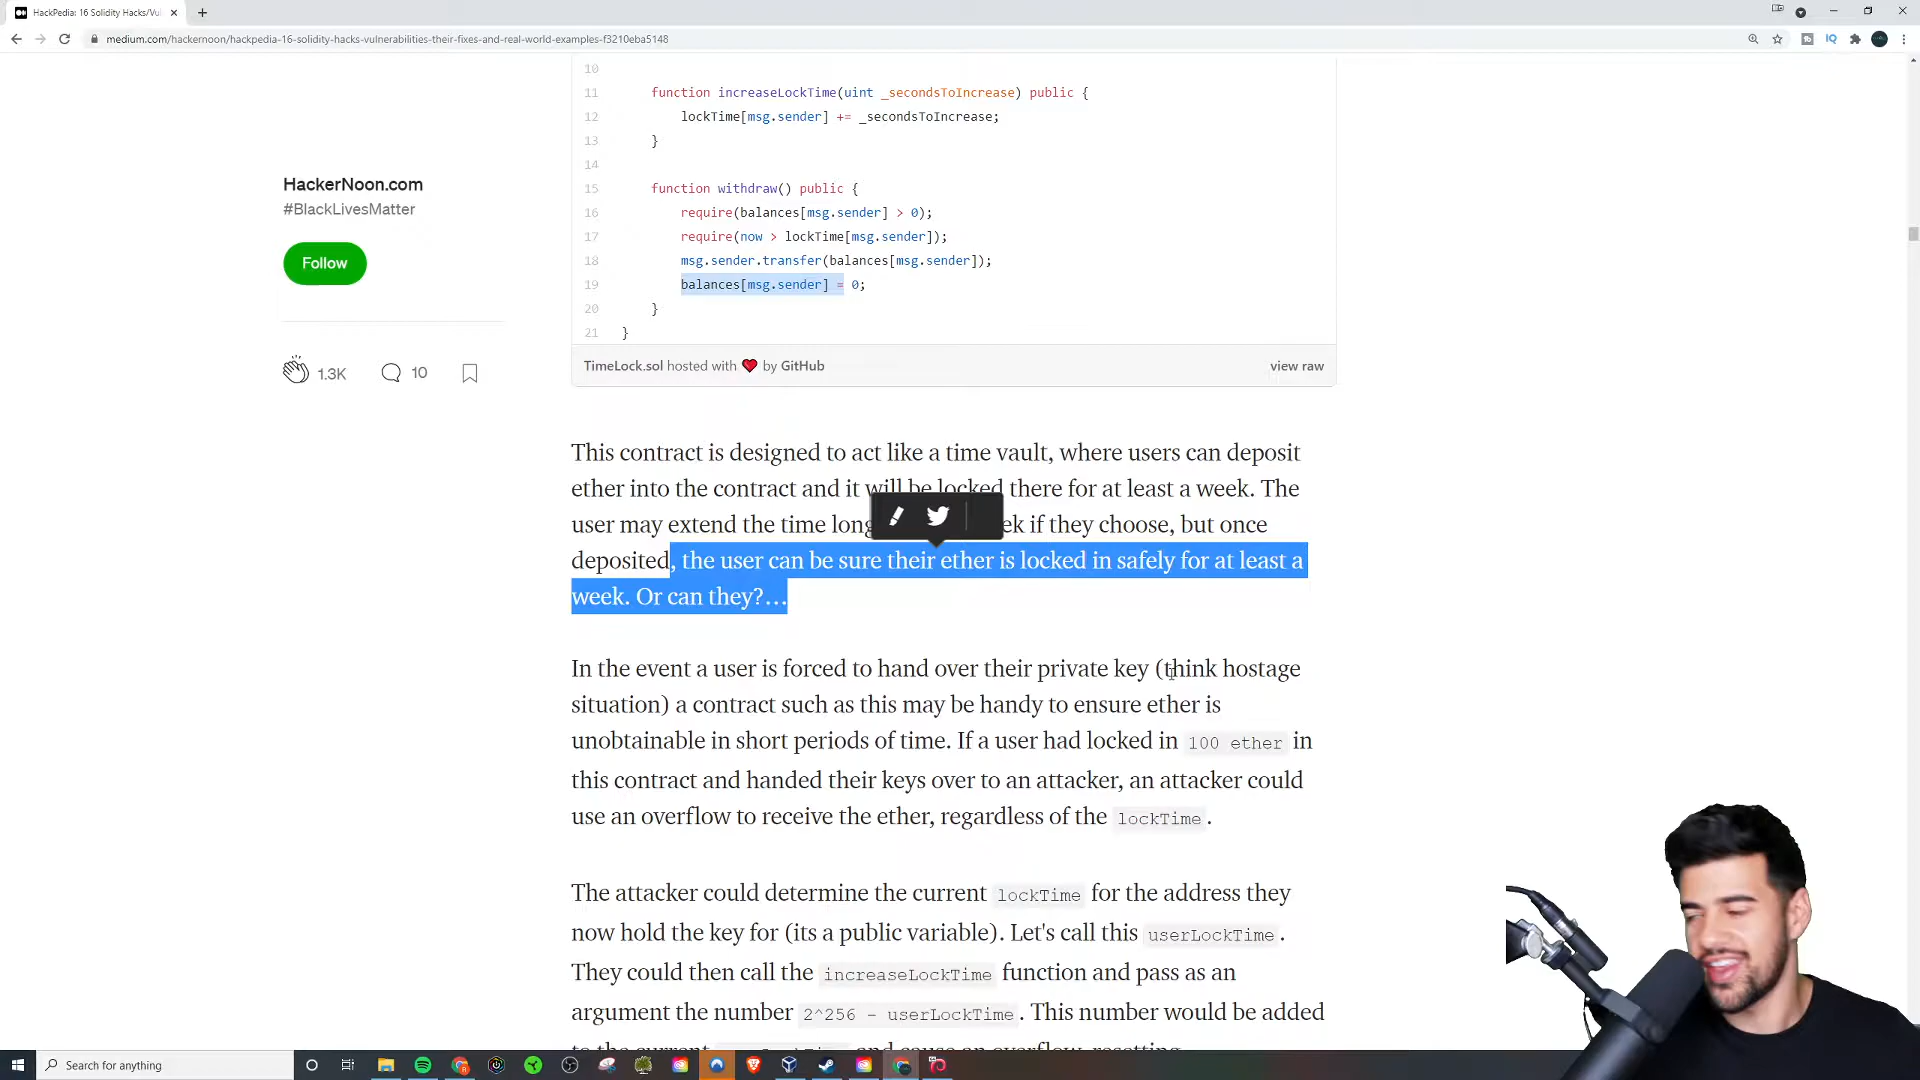 HackPedia: 16 Solidity Hacks/Vul
medium.com/hackernoon/hackpedia-16-solidity-hacks-vulnerabilities-their-fixes-and-real-world-examples-f3210eba5148
HackerNoon.com
#BlackLivesMatter
Follow
1.3K
10
10
11 function increaseLockTime(uint _secondsToIncrease) public {
12 lockTime[msg.sender] += _secondsToIncrease;
13 }
14
15 function withdraw() public {
16 require(balances[msg.sender] > 0);
17 require(now > lockTime[msg.sender]);
18 msg.sender.transfer(balances[msg.sender]);
19 balances[msg.sender] = 0;
20 }
21 }
TimeLock.sol hosted with ❤ by GitHub
view raw
This contract is designed to act like a time vault, where users can deposit
ether into the contract and it will be locked there for at least a week. The
user may extend the time long ek if they choose, but once
deposited, the user can be sure their ether is locked in safely for at least a
week. Or can they?…
In the event a user is forced to hand over their private key (think hostage
situation) a contract such as this may be handy to ensure ether is
unobtainable in short periods of time. If a user had locked in 100 ether in
this contract and handed their keys over to an attacker, an attacker could
use an overflow to receive the ether, regardless of the lockTime.
The attacker could determine the current lockTime for the address they
now hold the key for (its a public variable). Let's call this userLockTime.
They could then call the increaseLockTime function and pass as an
argument the number 2^256 - userLockTime. This number would be added
Search for anything